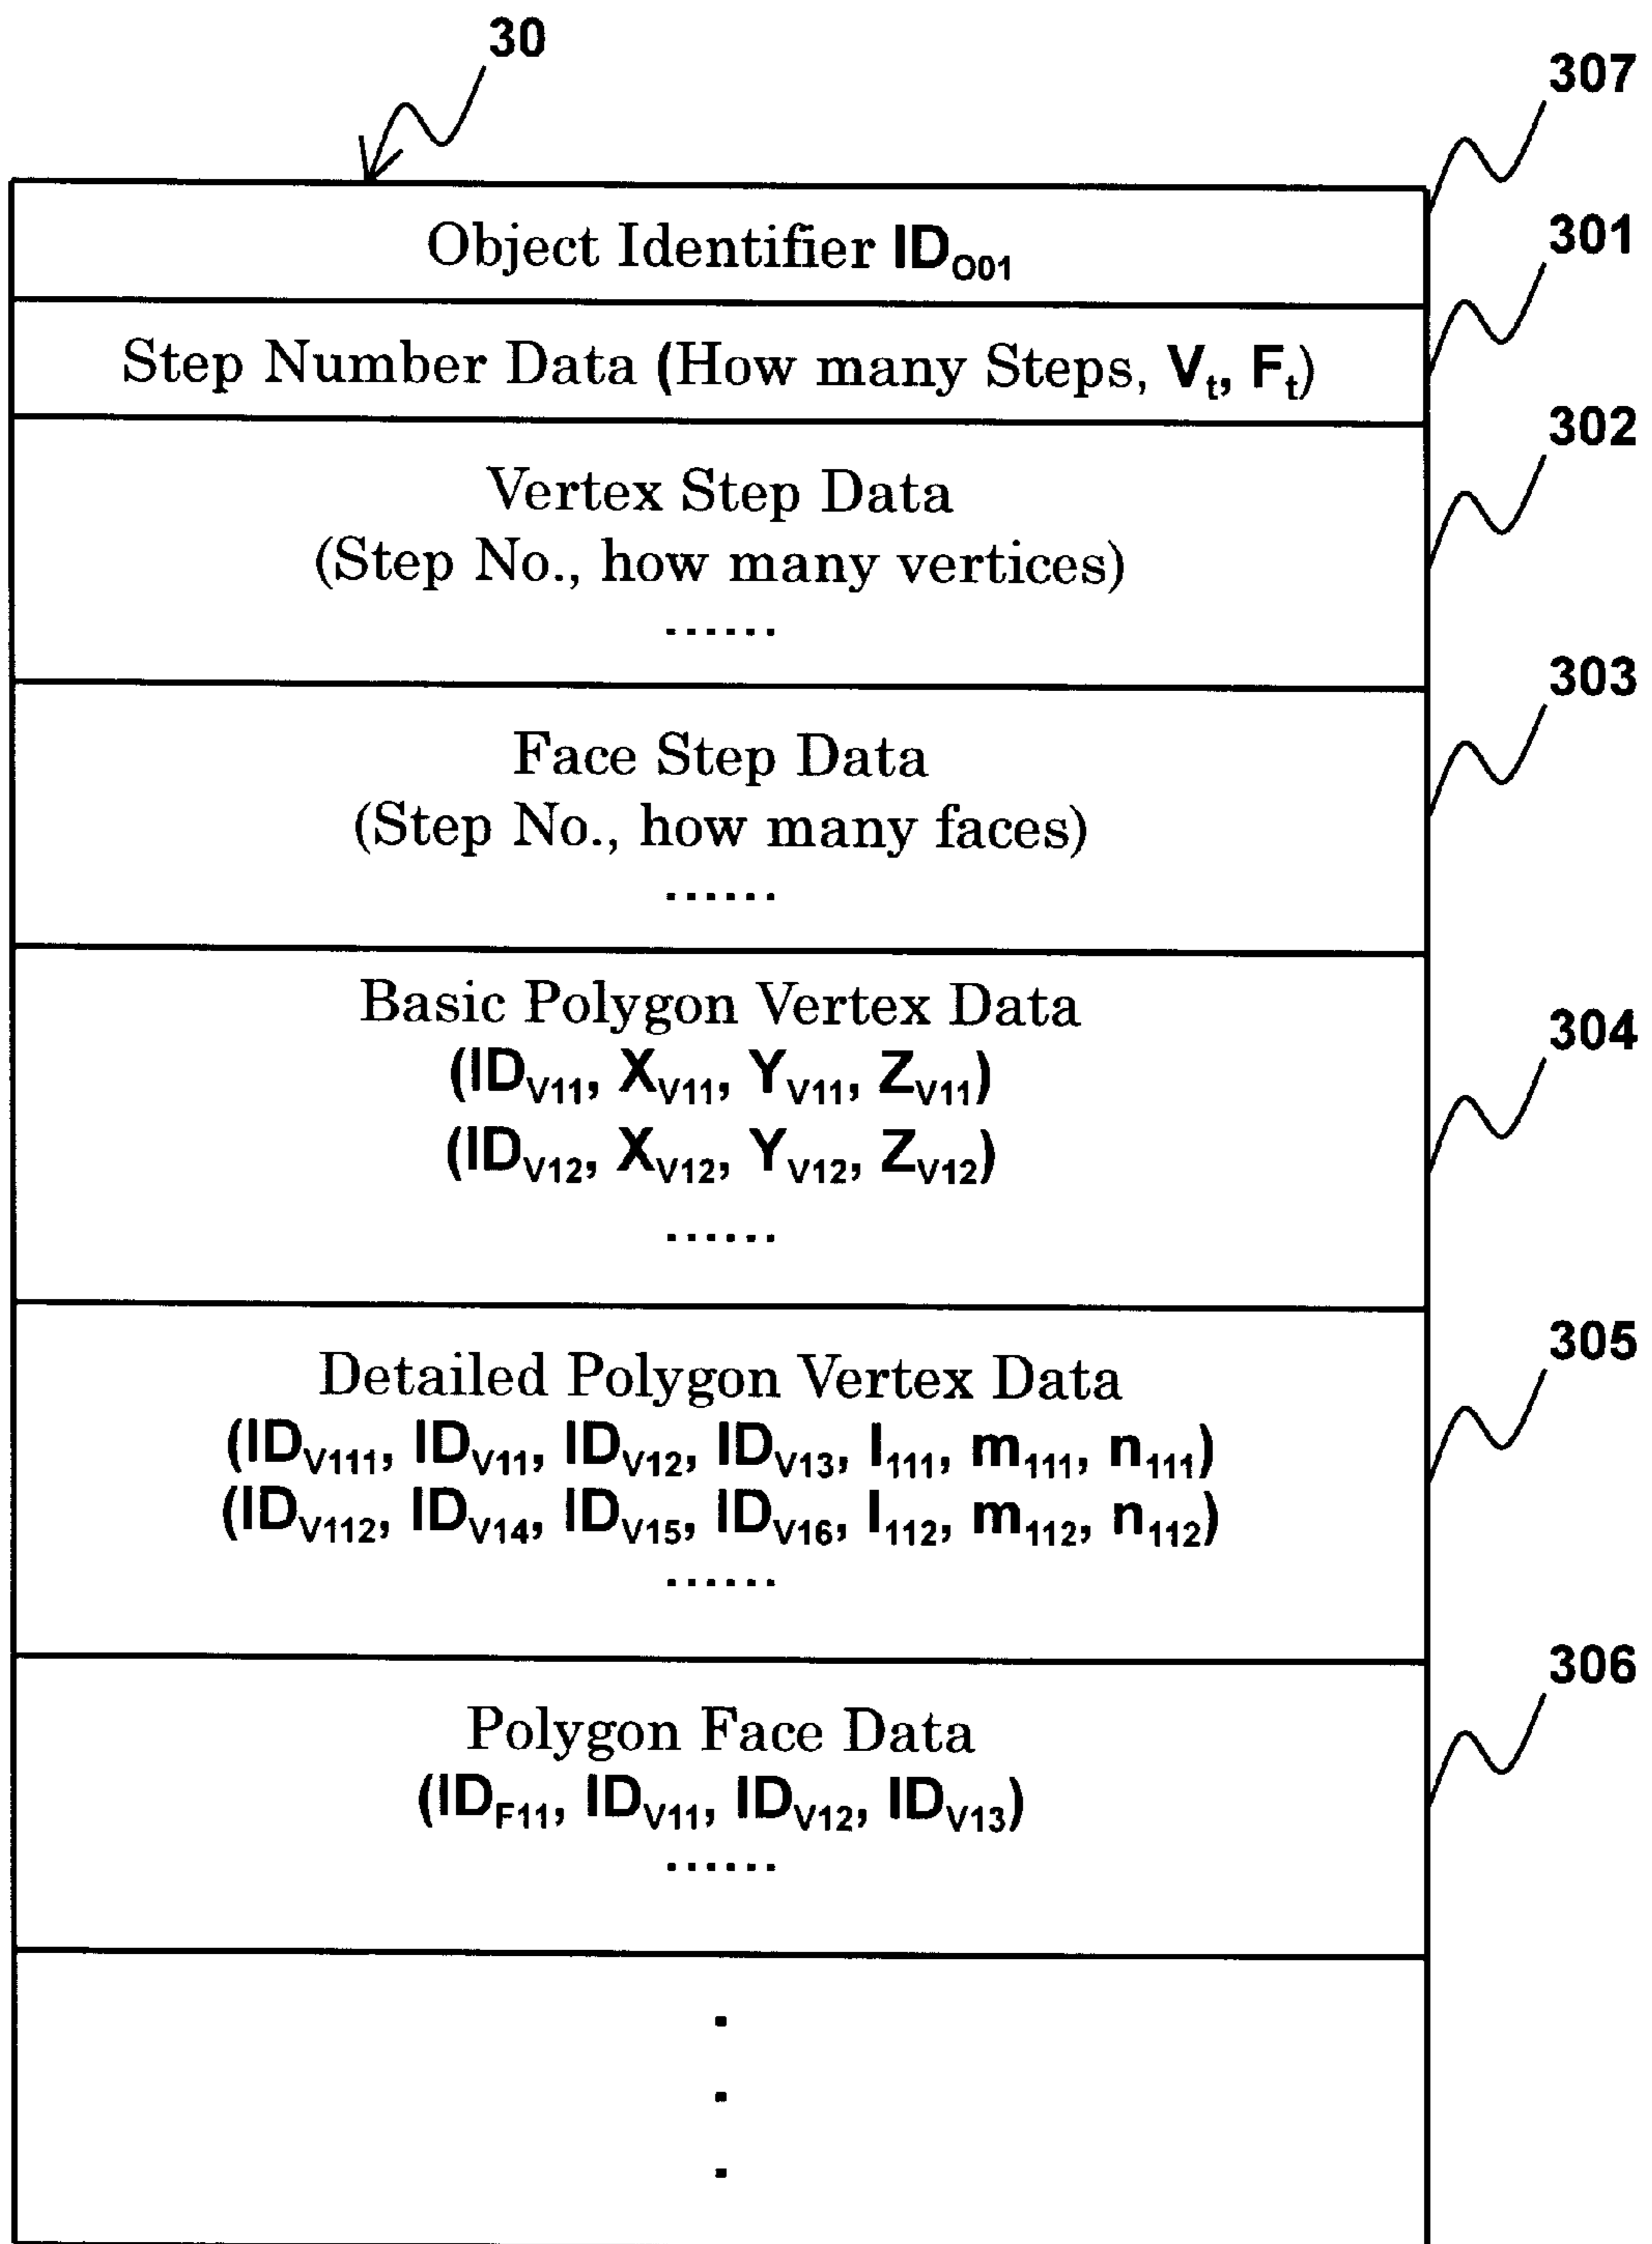 30
307
Object Identifier ID_O01
301
Step Number Data (How many Steps, V_t, F_t)
302
Vertex Step Data
(Step No., how many vertices)
......
303
Face Step Data
(Step No., how many faces)
......
304
Basic Polygon Vertex Data
(ID_V11, X_V11, Y_V11, Z_V11)
(ID_V12, X_V12, Y_V12, Z_V12)
......
305
Detailed Polygon Vertex Data
(ID_V111, ID_V11, ID_V12, ID_V13, l_111, m_111, n_111)
(ID_V112, ID_V14, ID_V15, ID_V16, l_112, m_112, n_112)
......
306
Polygon Face Data
(ID_F11, ID_V11, ID_V12, ID_V13)
......
.
.
.